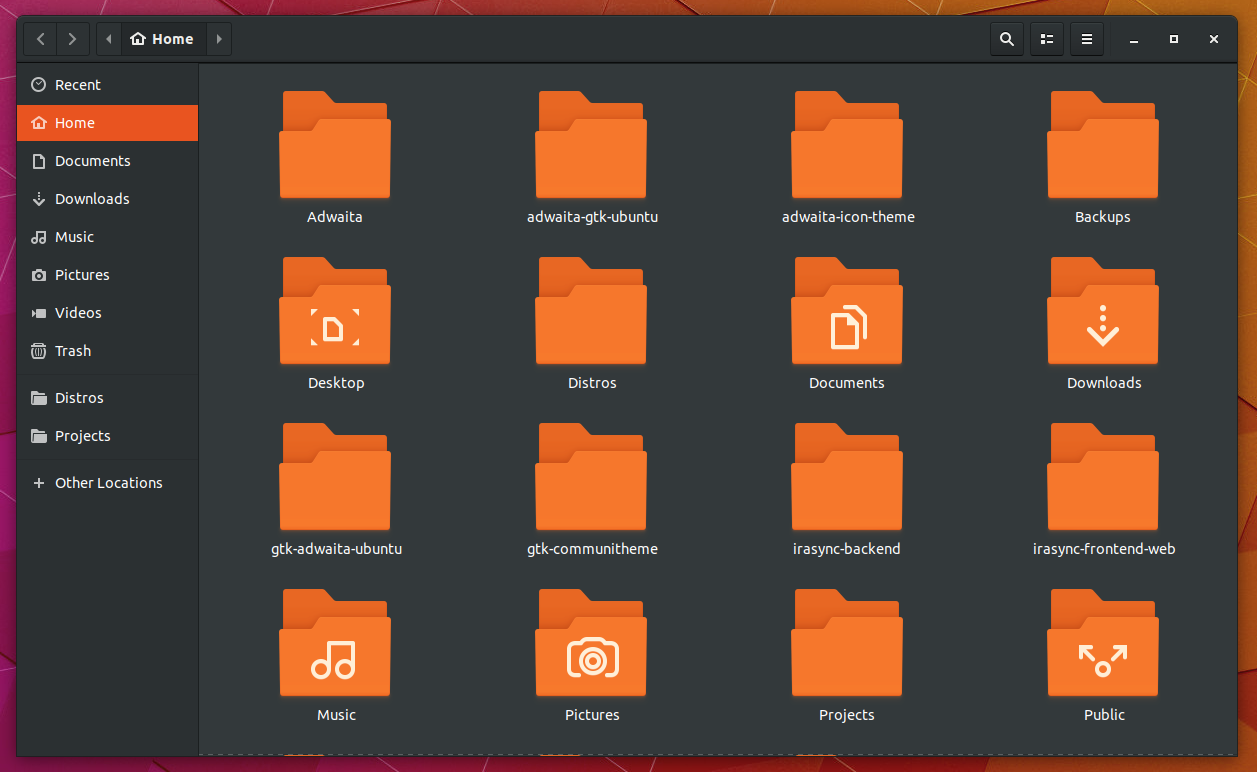 Home
Recent
Home
Documents
Downloads
Music
Pictures
Videos
Trash
Distros
Projects
Other Locations
Adwaita
adwaita-gtk-ubuntu
adwaita-icon-theme
Backups
Desktop
Distros
Documents
Downloads
gtk-adwaita-ubuntu
gtk-communitheme
irasync-backend
irasync-frontend-web
Music
Pictures
Projects
Public